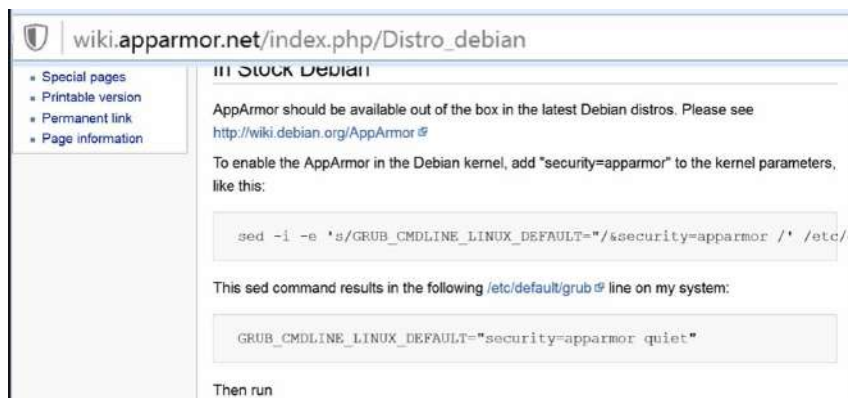 wiki.apparmor.net/index.php/Distro_debian
Special pages
Printable version
Permanent link
Page information
In Stock Debian
AppArmor should be available out of the box in the latest Debian distros. Please see
http://wiki.debian.org/AppArmor
To enable the AppArmor in the Debian kernel, add "security=apparmor" to the kernel parameters,
like this:
sed -i -e 's/GRUB_CMDLINE_LINUX_DEFAULT="/&security=apparmor /' /etc/
This sed command results in the following /etc/default/grub line on my system:
GRUB_CMDLINE_LINUX_DEFAULT="security=apparmor quiet"
Then run